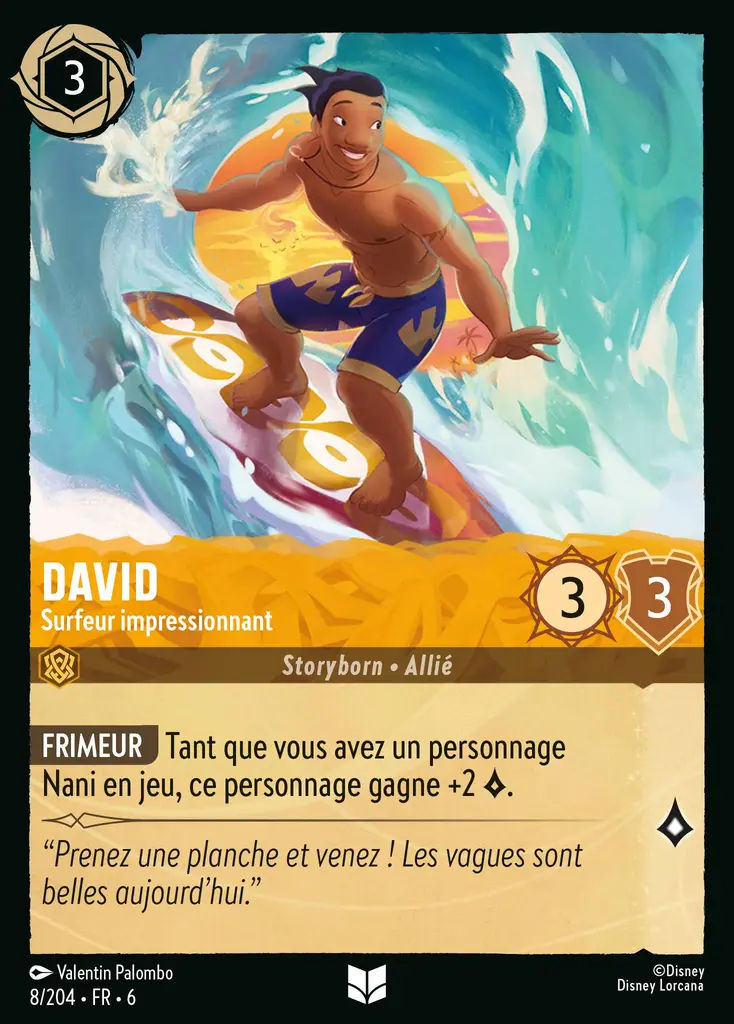 3
DAVID
Surfeur impressionnant
3
3
Storyborn • Allié
FRIMEUR Tant que vous avez un personnage
Nani en jeu, ce personnage gagne +2 .
“Prenez une planche et venez ! Les vagues sont
belles aujourd’hui.”
Valentin Palombo
8/204 • FR • 6
©Disney
Disney Lorcana